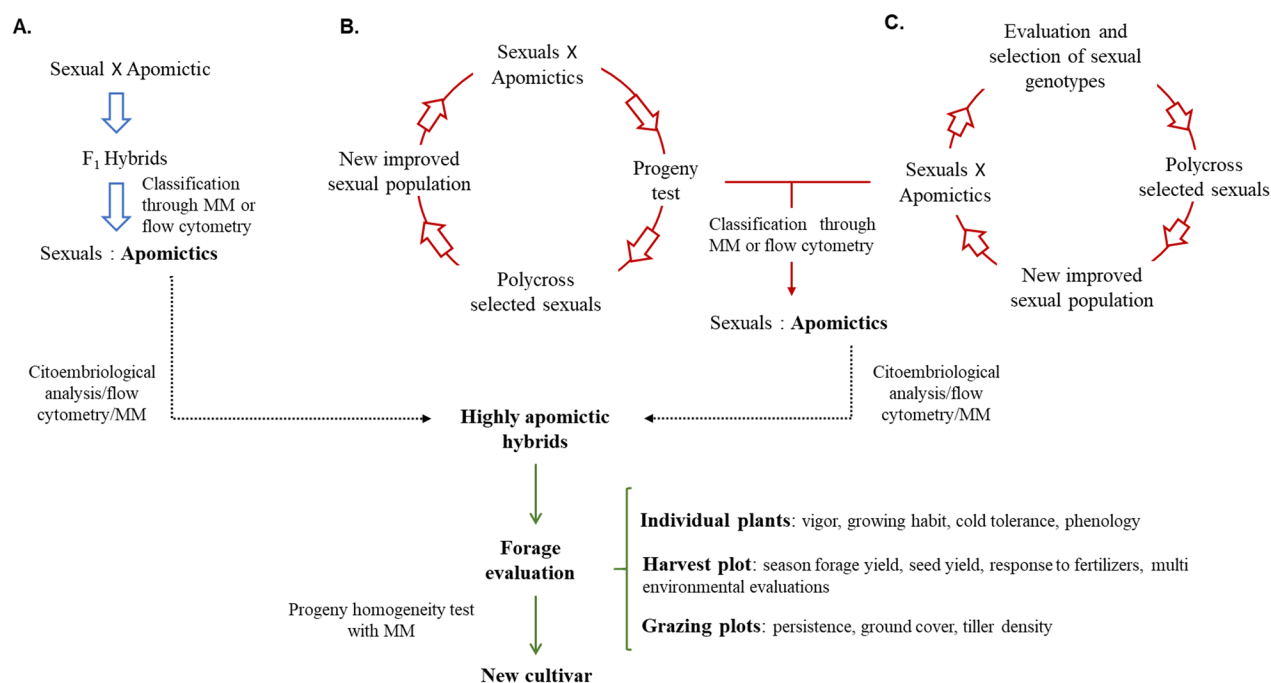 A.
Sexual X Apomictic
F1 Hybrids
Classification
through MM or
flow cytometry
Sexuals : Apomictics
Citoembriological
analysis/flow
cytometry/MM
B.
Sexuals X
Apomictics
Progeny
test
Polycross
selected sexuals
New improved
sexual population
Classification through
MM or flow cytometry
Sexuals : Apomictics
C.
Evaluation and
selection of sexual
genotypes
Polycross
selected sexuals
New improved
sexual population
Sexuals X
Apomictics
Citoembriological
analysis/flow
cytometry/MM
Highly apomictic
hybrids
Forage
evaluation
Individual plants: vigor, growing habit, cold tolerance, phenology
Harvest plot: season forage yield, seed yield, response to fertilizers, multi
environmental evaluations
Grazing plots: persistence, ground cover, tiller density
Progeny homogeneity test
with MM
New cultivar